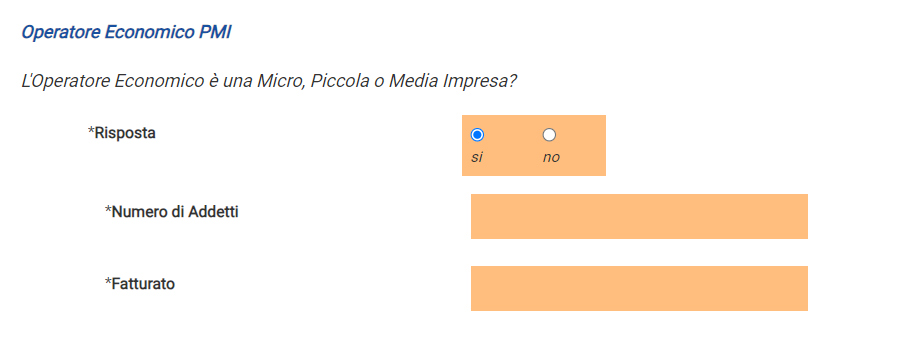 Operatore Economico PMI
L'Operatore Economico è una Micro, Piccola o Media Impresa?
*Risposta
si no
*Numero di Addetti
*Fatturato